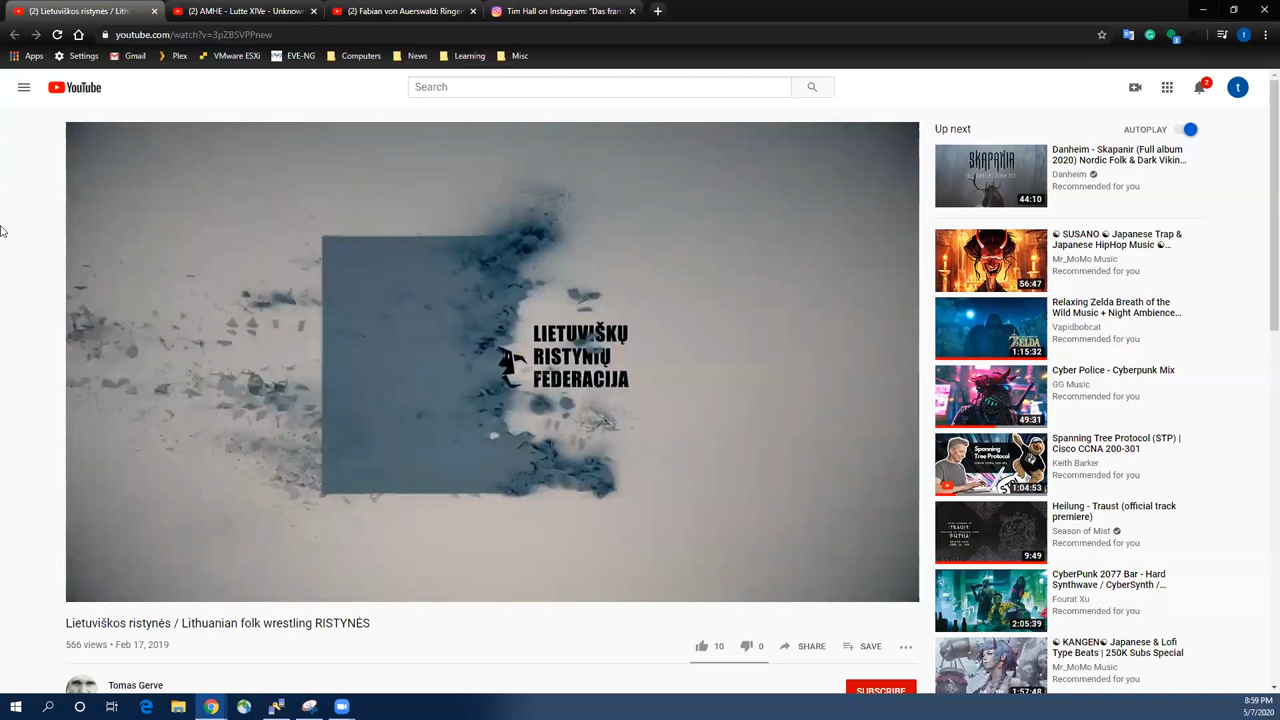 (2) Lietuviškos ristynės / Lith
(2) AMHE - Lutte XIVe - Unknow
(2) Fabian von Auerswald: Ringer
Tim Hall on Instagram: "Das fran
youtube.com/watch?v=3pZBSVPPnew
Apps
Settings
Gmail
Plex
VMware ESXi
EVE-NG
Computers
News
Learning
Misc
YouTube
Search
2
t
LIETUVIŠKŲ
RISTYNIŲ
FEDERACIJA
Lietuviškos ristynės / Lithuanian folk wrestling RISTYNĖS
566 views • Feb 17, 2019
10
0
SHARE
SAVE
Tomas Gerve
SUBSCRIBE
Up next
AUTOPLAY
SKAPANIR
44:10
Danheim - Skapanir (Full album
2020) Nordic Folk & Dark Vikin...
Danheim
Recommended for you
56:47
☯ SUSANO ☯ Japanese Trap &
Japanese HipHop Music ☯...
Mr_MoMo Music
Recommended for you
ZELDA
1:15:32
Relaxing Zelda Breath of the
Wild Music + Night Ambience...
Vapidbobcat
Recommended for you
49:31
Cyber Police - Cyberpunk Mix
GG Music
Recommended for you
Spanning
Tree Protocol
(STP)
1:04:53
Spanning Tree Protocol (STP) |
Cisco CCNA 200-301
Keith Barker
Recommended for you
9:49
Heilung - Traust (official track
premiere)
Season of Mist
Recommended for you
2:05:39
CyberPunk 2077 Bar - Hard
Synthwave / CyberSynth /...
Fourat Xu
Recommended for you
1:57:48
☯ KANGEN☯ Japanese & Lofi
Type Beats | 250K Subs Special
Mr_MoMo Music
Recommended for you
8:59 PM
5/7/2020